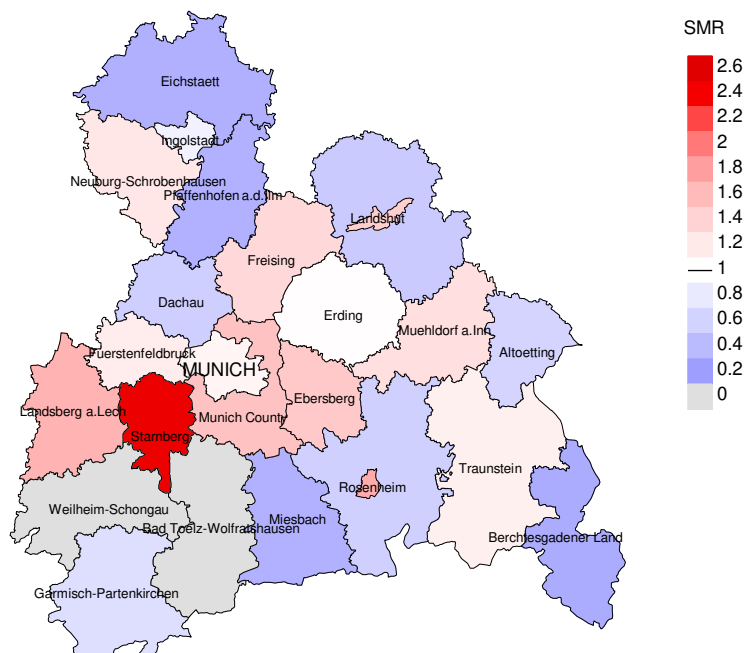 SMR
2.6
2.4
2.2
2
1.8
1.6
1.4
1.2
1
0.8
0.6
0.4
0.2
0
Eichstaett
Ingolstadt
Neuburg-Schrobenhausen
Pfaffenhofen a.d.Ilm
Landshut
Freising
Dachau
Erding
Muehldorf a.Inn
Altoetting
Fuerstenfeldbruck
MUNICH
Ebersberg
Landsberg a.Lech
Munich County
Starnberg
Traunstein
Rosenheim
Weilheim-Schongau
Miesbach
Bad Toelz-Wolfratshausen
Berchtesgadener Land
Garmisch-Partenkirchen